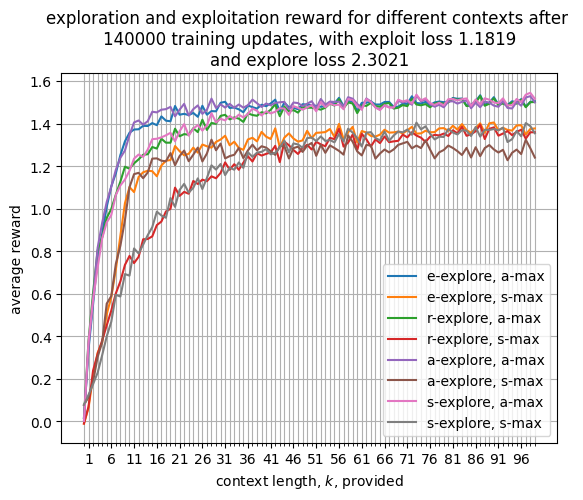 exploration and exploitation reward for different contexts after
140000 training updates, with exploit loss 1.1819
and explore loss 2.3021
1.6
1.4
1.2
1.0
0.8
0.6
0.4
0.2
0.0
average reward
e-explore, a-max
e-explore, s-max
r-explore, a-max
r-explore, s-max
a-explore, a-max
a-explore, s-max
s-explore, a-max
s-explore, s-max
1 6 11 16 21 26 31 36 41 46 51 56 61 66 71 76 81 86 91 96
context length, k, provided